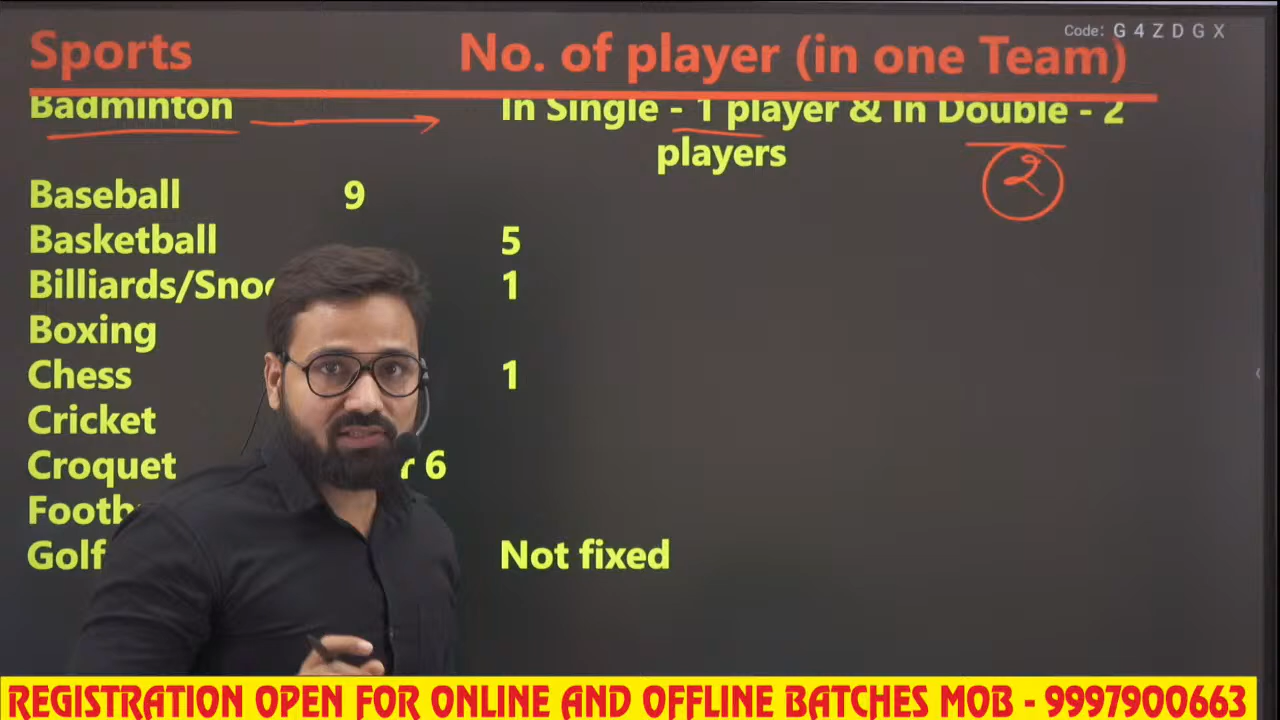 Code: G4ZDGX
Sports No. of player (in one Team)
Badminton In Single - 1 player & In Double - 2
players
२
Baseball 9
Basketball 5
Billiards/Snoo 1
Boxing
Chess 1
Cricket
Croquet r 6
Footb
Golf Not fixed
REGISTRATION OPEN FOR ONLINE AND OFFLINE BATCHES MOB - 9997900663